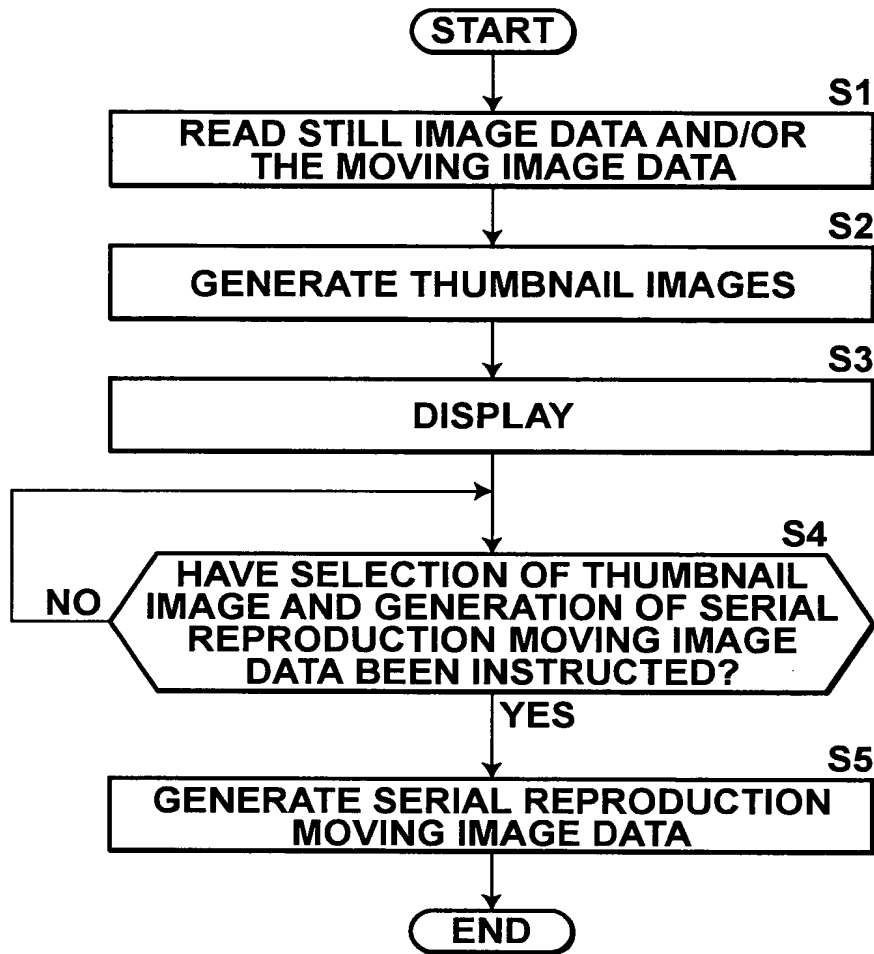 START
S1
READ STILL IMAGE DATA AND/OR
THE MOVING IMAGE DATA
S2
GENERATE THUMBNAIL IMAGES
S3
DISPLAY
S4
HAVE SELECTION OF THUMBNAIL
IMAGE AND GENERATION OF SERIAL
REPRODUCTION MOVING IMAGE
DATA BEEN INSTRUCTED?
NO
YES
S5
GENERATE SERIAL REPRODUCTION
MOVING IMAGE DATA
END